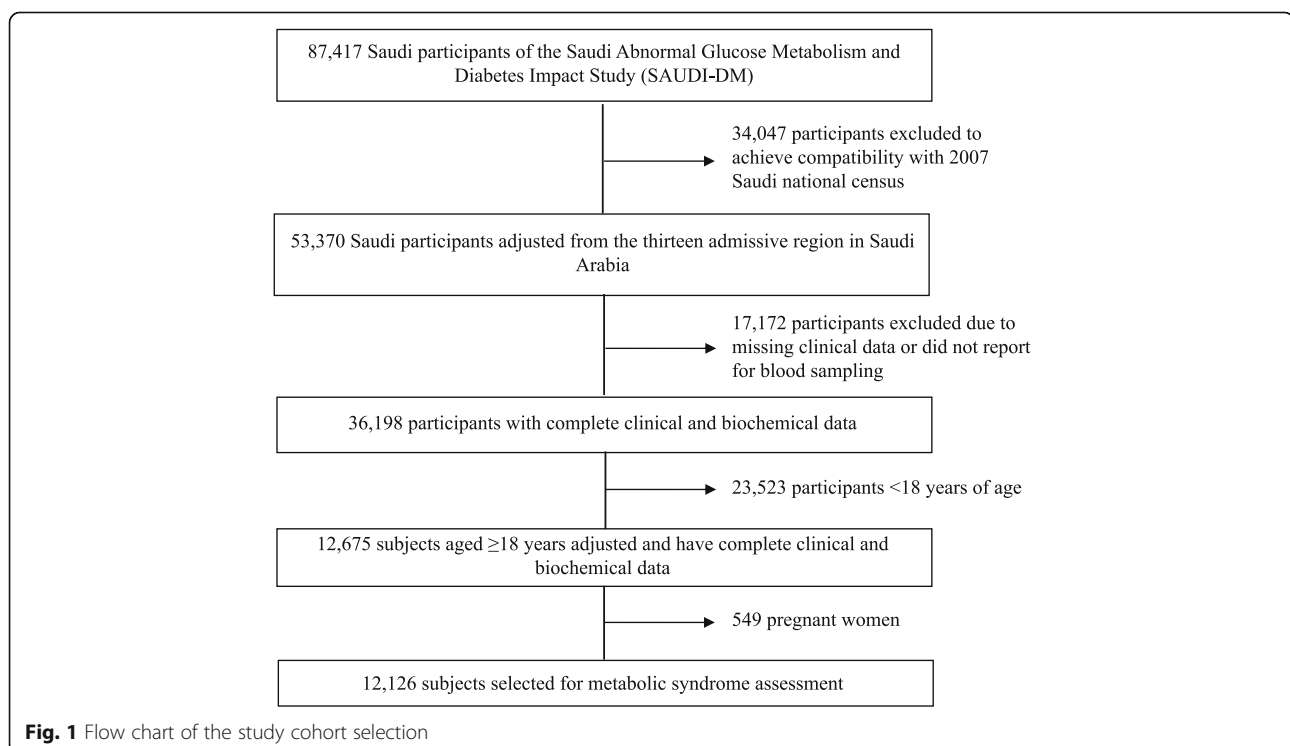 87,417 Saudi participants of the Saudi Abnormal Glucose Metabolism and
Diabetes Impact Study (SAUDI-DM)
34,047 participants excluded to
achieve compatibility with 2007
Saudi national census
53,370 Saudi participants adjusted from the thirteen admissive region in Saudi
Arabia
17,172 participants excluded due to
missing clinical data or did not report
for blood sampling
36,198 participants with complete clinical and biochemical data
23,523 participants <18 years of age
12,675 subjects aged ≥18 years adjusted and have complete clinical and
biochemical data
549 pregnant women
12,126 subjects selected for metabolic syndrome assessment
Fig. 1 Flow chart of the study cohort selection